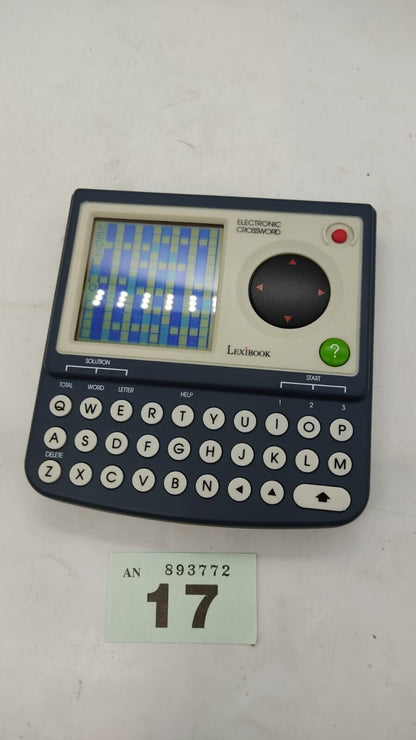 ELECTRONIC
CROSSWORD
LEXIBOOK
?
SOLUTION
START
TOTAL WORD LETTER HELP 1 2 3
Q W E R T Y U I O P
A S D F G H J K L M
DELETE
Z X C V B N
AN 893772
17